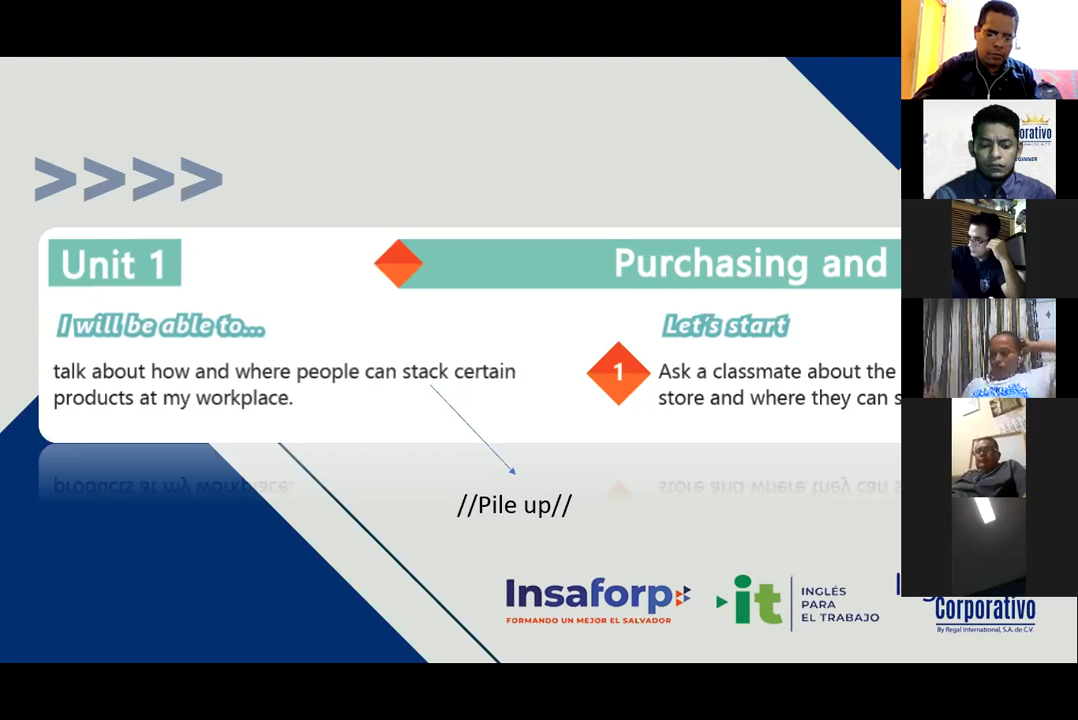 >>>>
Unit 1
Purchasing and
I will be able to...
Let's start
talk about how and where people can stack certain
products at my workplace.
1
Ask a classmate about the
store and where they can s
//Pile up//
Insaforp
FORMANDO UN MEJOR EL SALVADOR
it
INGLÉS
PARA
EL TRABAJO
Corporativo
By Regal International, S.A. de C.V.
orativo